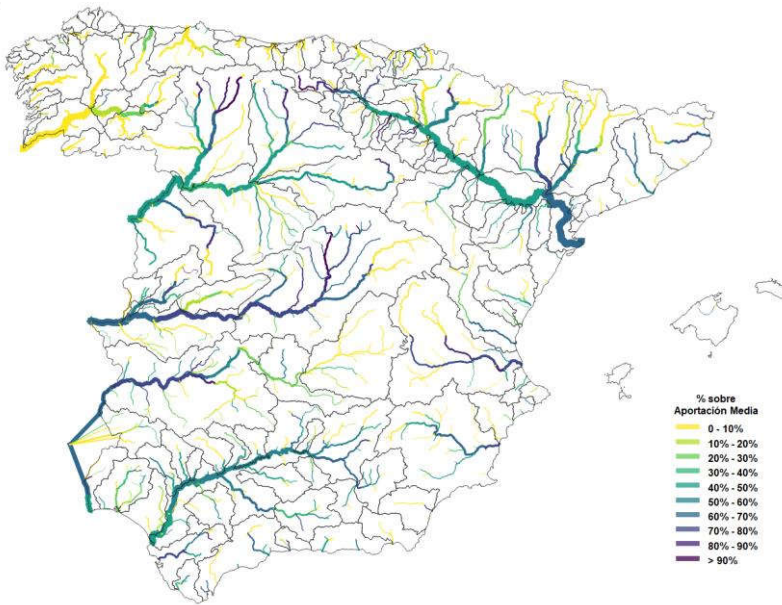 % sobre
Aportación Media
0 - 10%
10% - 20%
20% - 30%
30% - 40%
40% - 50%
50% - 60%
60% - 70%
70% - 80%
80% - 90%
> 90%